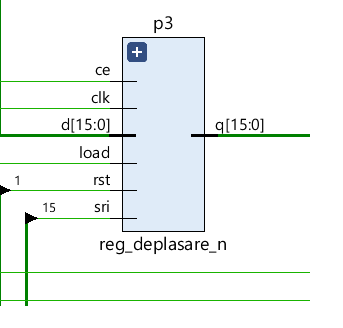 p3
ce
clk
d[15:0]
q[15:0]
load
1
rst
15
sri
reg_deplasare_n